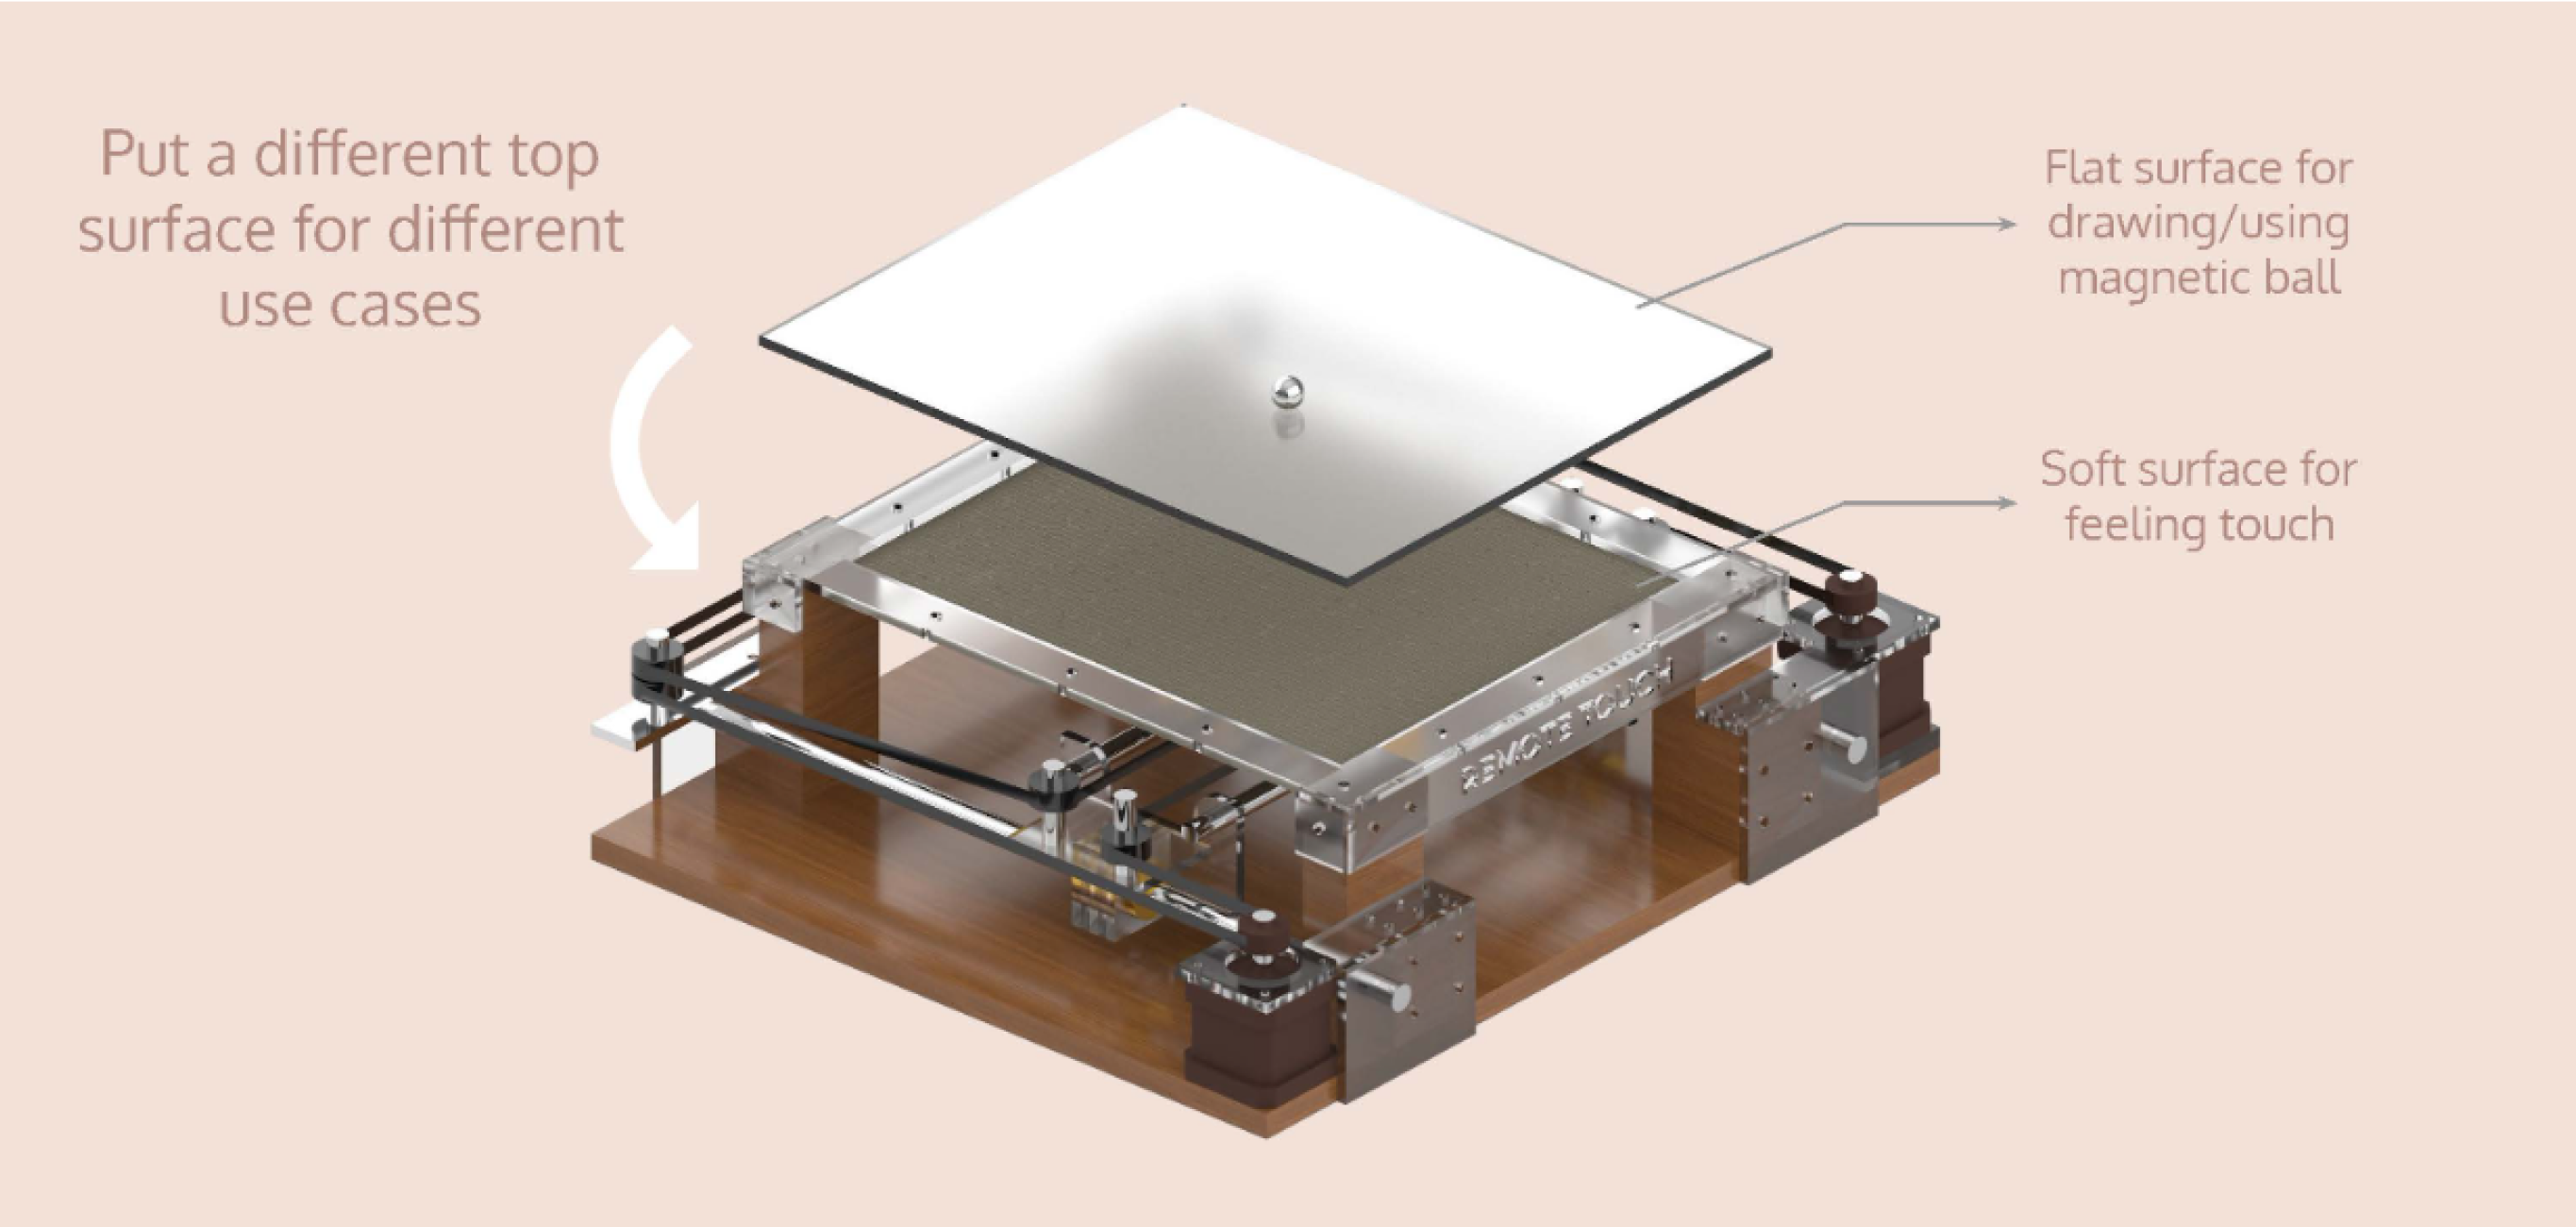 Put a different top
surface for different
use cases
Flat surface for
drawing/using
magnetic ball
Soft surface for
feeling touch
REMOTE TOUCH